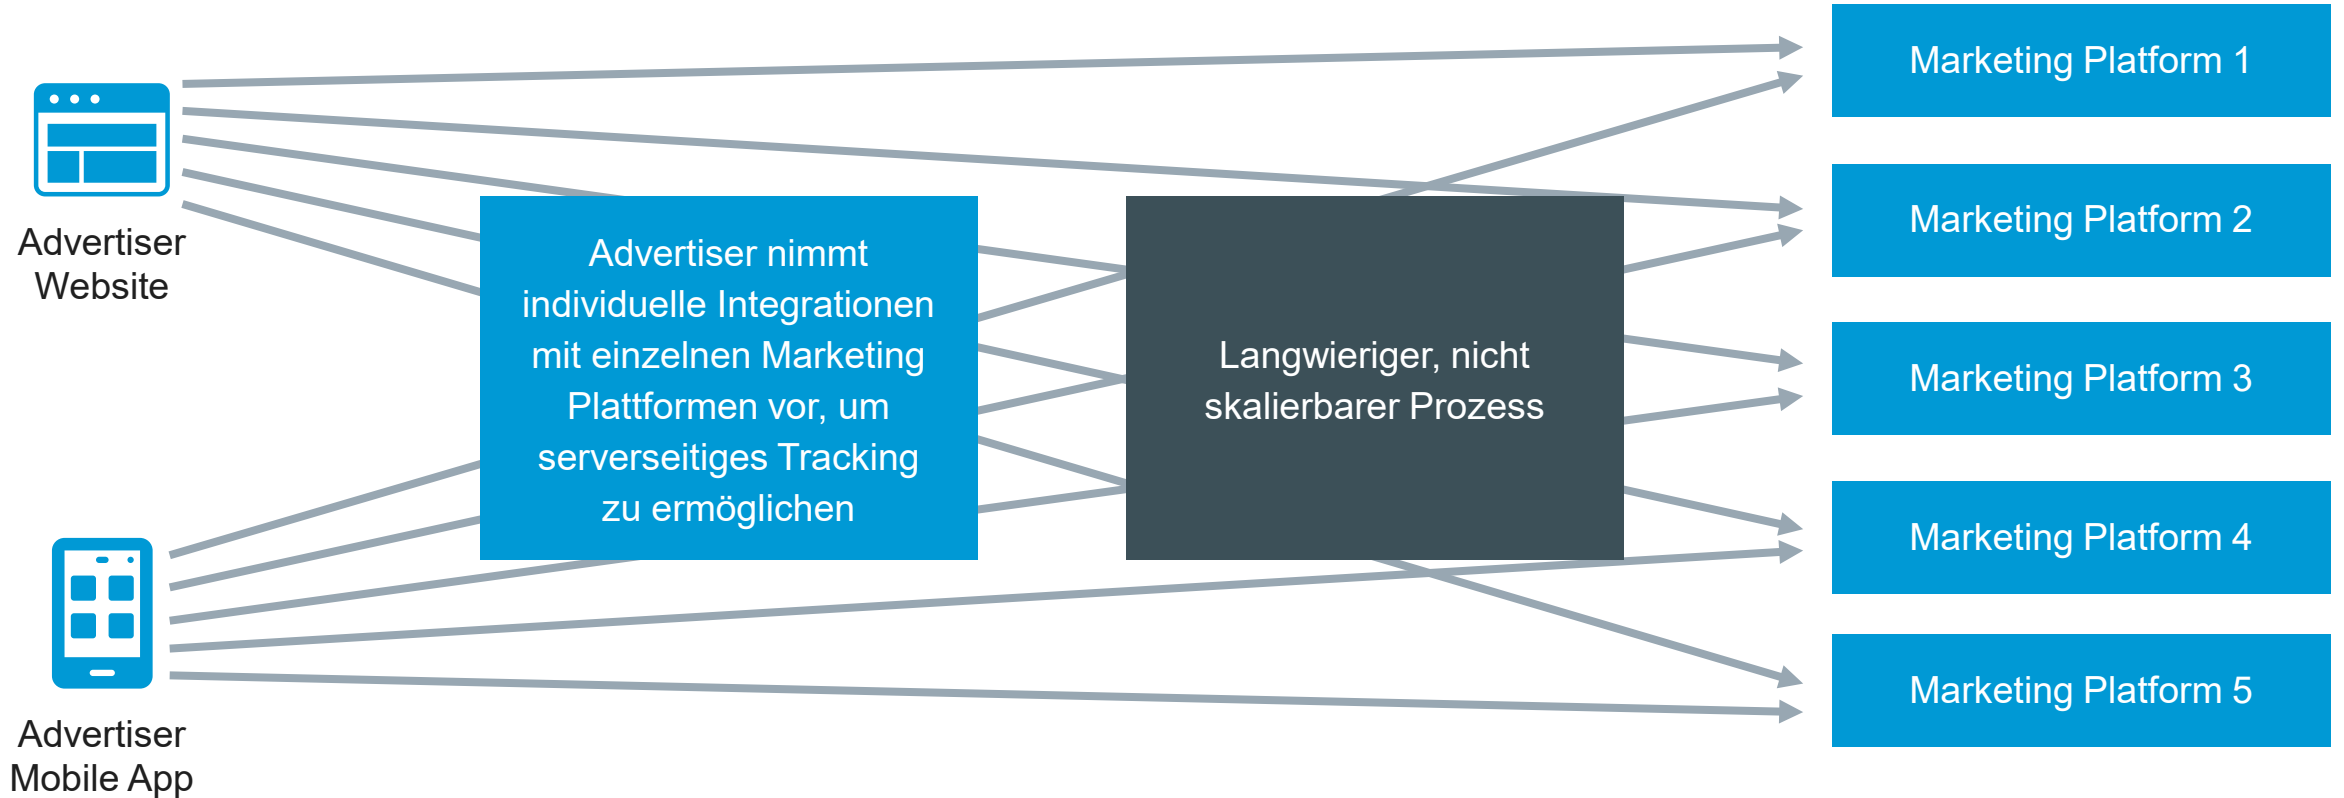 Advertiser
Website
Advertiser
Mobile App
Advertiser nimmt
individuelle Integrationen
mit einzelnen Marketing
Plattformen vor, um
serverseitiges Tracking
zu ermöglichen
Langwieriger, nicht
skalierbarer Prozess
Marketing Platform 1
Marketing Platform 2
Marketing Platform 3
Marketing Platform 4
Marketing Platform 5